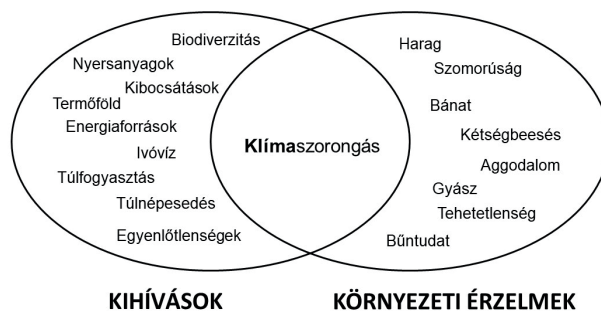 Biodiverzitás
Nyersanyagok
Kibocsátások
Termőföld
Energiaforrások
Ivóvíz
Túlfogyasztás
Túlnépesedés
Egyenlőtlenségek
Klímaszorongás
Harag
Szomorúság
Bánat
Kétségbeesés
Aggodalom
Gyász
Tehetetlenség
Bűntudat
KIHÍVÁSOK
KÖRNYEZETI ÉRZELMEK